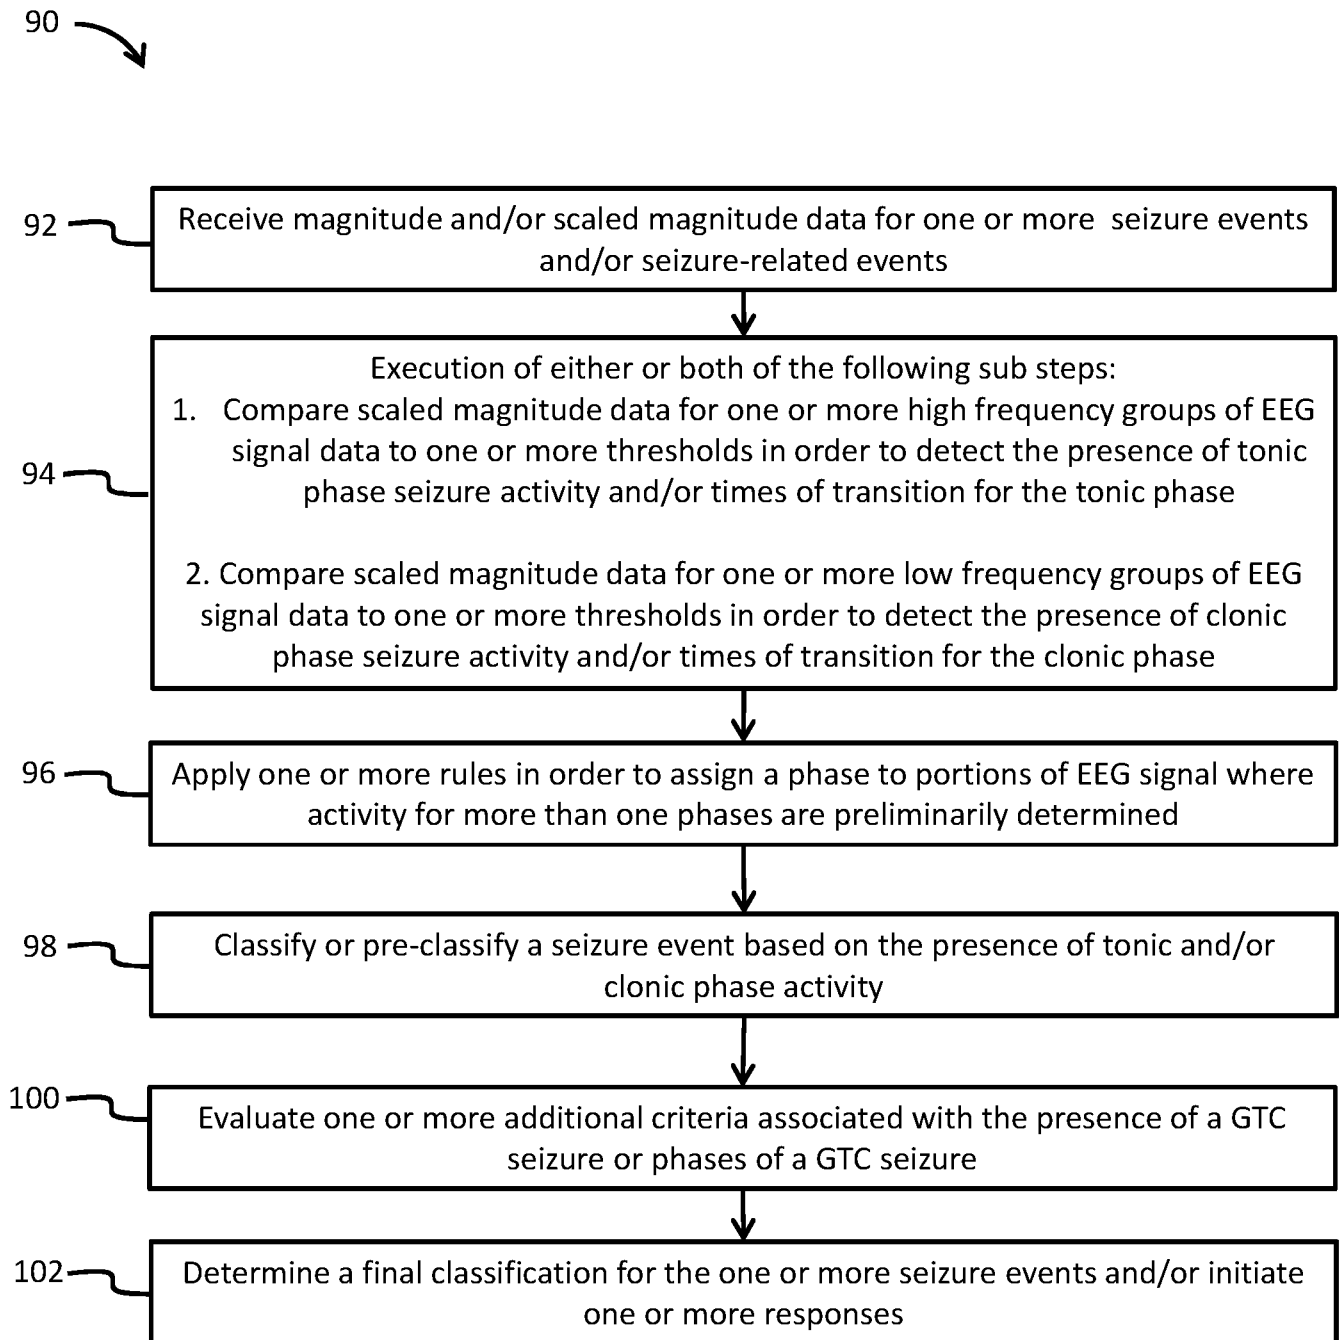 90
92
Receive magnitude and/or scaled magnitude data for one or more seizure events
and/or seizure-related events
94
Execution of either or both of the following sub steps:
1. Compare scaled magnitude data for one or more high frequency groups of EEG
signal data to one or more thresholds in order to detect the presence of tonic
phase seizure activity and/or times of transition for the tonic phase
2. Compare scaled magnitude data for one or more low frequency groups of EEG
signal data to one or more thresholds in order to detect the presence of clonic
phase seizure activity and/or times of transition for the clonic phase
96
Apply one or more rules in order to assign a phase to portions of EEG signal where
activity for more than one phases are preliminarily determined
98
Classify or pre-classify a seizure event based on the presence of tonic and/or
clonic phase activity
100
Evaluate one or more additional criteria associated with the presence of a GTC
seizure or phases of a GTC seizure
102
Determine a final classification for the one or more seizure events and/or initiate
one or more responses